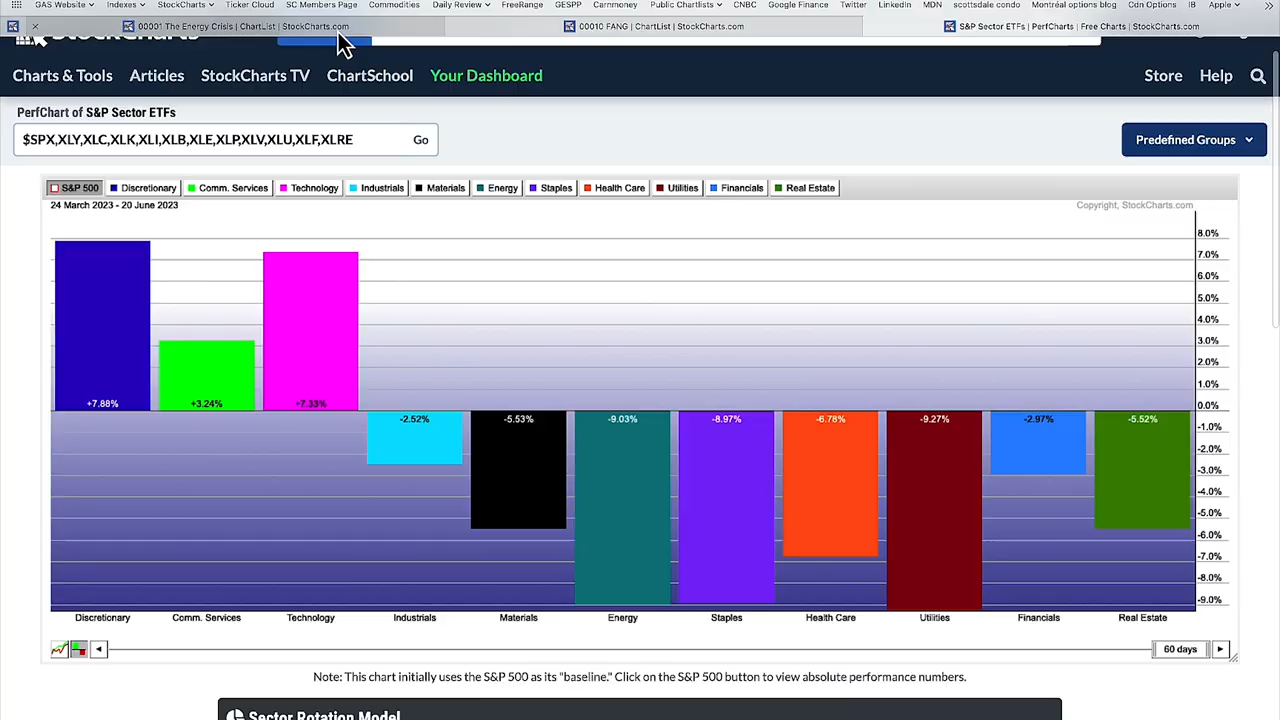 GAS Website Indexes StockCharts Ticker Cloud SC Members Page Commodities Daily Review FreeRange GESPP Carnmoney Public Chartlists CNBC Google Finance Twitter LinkedIn MDN scottsdale condo Montréal options blog Cdn Options IB Apple
00001 The Energy Crisis | ChartList | StockCharts.com
00010 FANG | ChartList | StockCharts.com
S&P Sector ETFs | PerfCharts | Free Charts | StockCharts.com
StockCharts
Charts & Tools Articles StockCharts TV ChartSchool Your Dashboard Store Help
PerfChart of S&P Sector ETFs
$SPX,XLY,XLC,XLK,XLI,XLB,XLE,XLP,XLV,XLU,XLF,XLRE Go
Predefined Groups
S&P 500 Discretionary Comm. Services Technology Industrials Materials Energy Staples Health Care Utilities Financials Real Estate
24 March 2023 - 20 June 2023
Copyright, StockCharts.com
8.0%
7.0%
6.0%
5.0%
4.0%
3.0%
2.0%
1.0%
0.0%
-1.0%
-2.0%
-3.0%
-4.0%
-5.0%
-6.0%
-7.0%
-8.0%
-9.0%
+7.88% +3.24% +7.33%
-2.52% -5.53% -9.03% -8.97% -6.78% -9.27% -2.97% -5.52%
Discretionary Comm. Services Technology Industrials Materials Energy Staples Health Care Utilities Financials Real Estate
60 days
Note: This chart initially uses the S&P 500 as its "baseline." Click on the S&P 500 button to view absolute performance numbers.
Sector Rotation Model